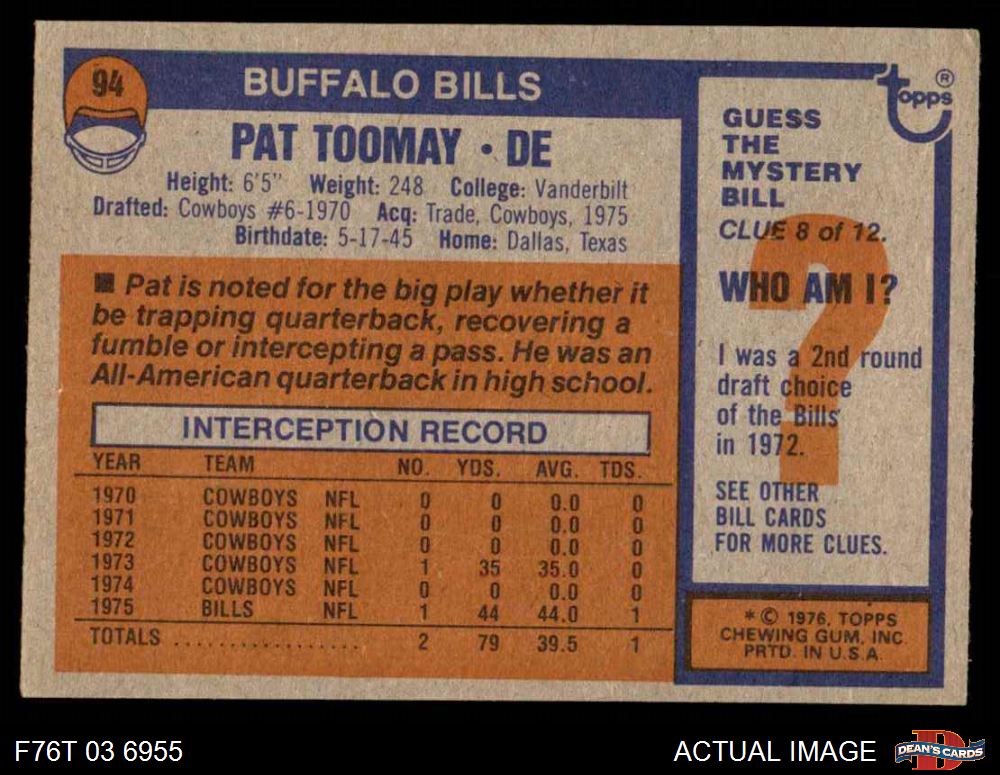 94
BUFFALO BILLS
PAT TOOMAY · DE
Height: 6'5" Weight: 248 College: Vanderbilt
Drafted: Cowboys #6-1970 Acq: Trade, Cowboys, 1975
Birthdate: 5-17-45 Home: Dallas, Texas
■ Pat is noted for the big play whether it
be trapping quarterback, recovering a
fumble or intercepting a pass. He was an
All-American quarterback in high school.
INTERCEPTION RECORD
YEAR TEAM NO. YDS. AVG. TDS.
1970 COWBOYS NFL 0 0 0.0 0
1971 COWBOYS NFL 0 0 0.0 0
1972 COWBOYS NFL 0 0 0.0 0
1973 COWBOYS NFL 1 35 35.0 0
1974 COWBOYS NFL 0 0 0.0 0
1975 BILLS NFL 1 44 44.0 1
TOTALS ................. 2 79 39.5 1
topps ®
GUESS
THE
MYSTERY
BILL
CLUE 8 of 12.
WHO AM I?
?
I was a 2nd round
draft choice
of the Bills
in 1972.
SEE OTHER
BILL CARDS
FOR MORE CLUES.
* © 1976, TOPPS
CHEWING GUM, INC.
PRTD. IN U.S.A.
F76T 03 6955
ACTUAL IMAGE
D
DEAN'S CARDS